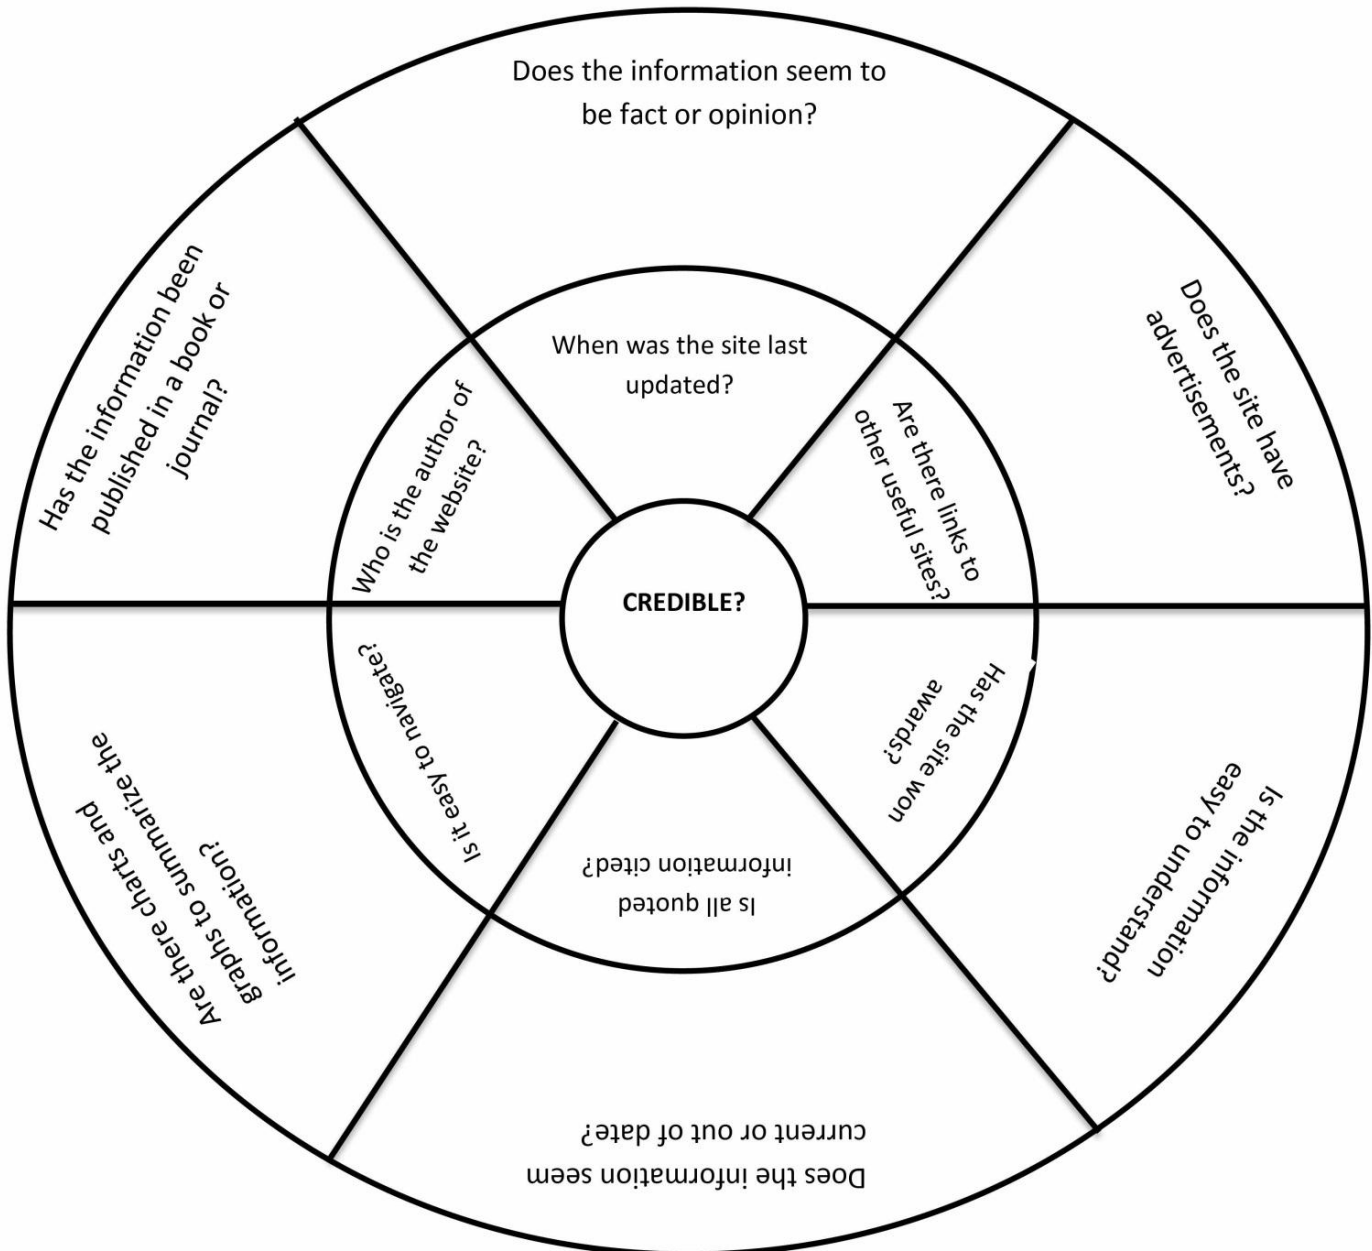 Does the information seem to
be fact or opinion?
Does the site have
advertisements?
Is the information
easy to understand?
Does the information seem
current or out of date?
Are there charts and
graphs to summarize the
information?
Has the information been
published in a book or
journal?
When was the site last
updated?
Are there links to
other useful sites?
Has the site won
awards?
Is all quoted
information cited?
Is it easy to navigate?
Who is the author of
the website?
CREDIBLE?